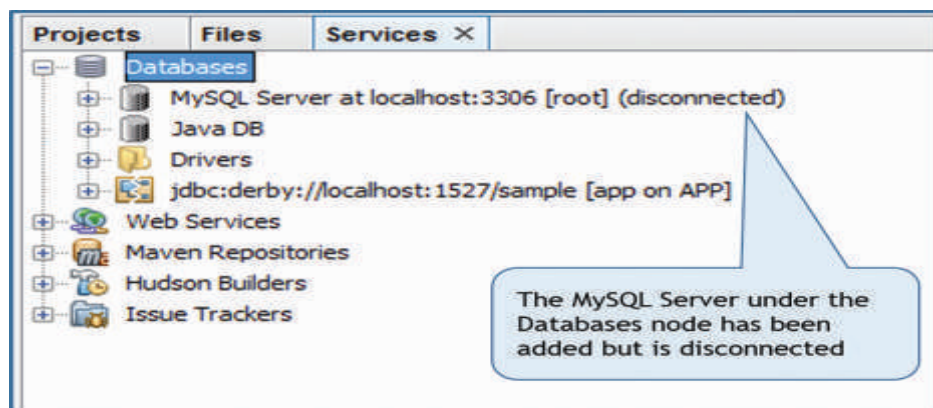 Projects Files Services ×
Databases
MySQL Server at localhost:3306 [root] (disconnected)
Java DB
Drivers
jdbc:derby://localhost:1527/sample [app on APP]
Web Services
Maven Repositories
Hudson Builders
Issue Trackers
The MySQL Server under the
Databases node has been
added but is disconnected